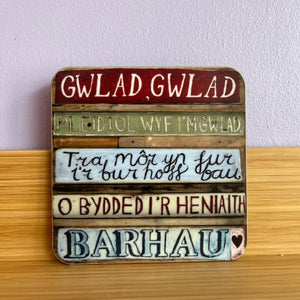 GWLAD, GWLAD
PLEIDIOL WYF I'M GWLAD
Tra môr yn fur
i'r bur hoff bau
O BYDDED I'R HENIAITH
BARHAU